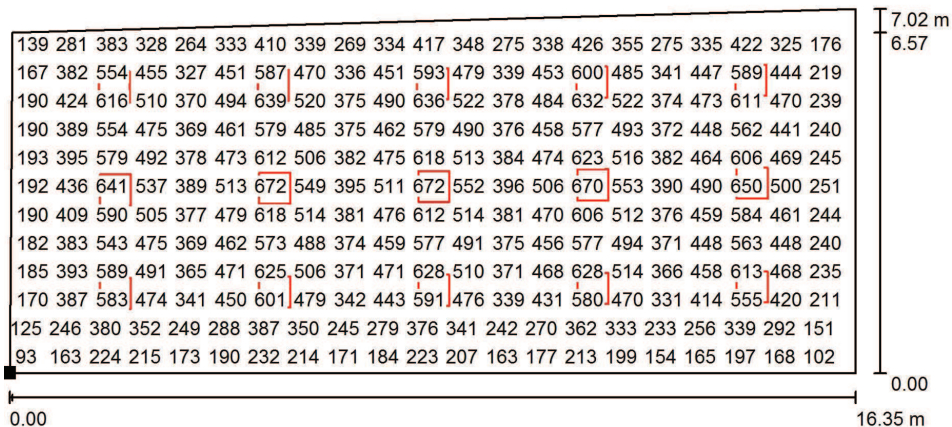 7.02 m
6.57
139 281 383 328 264 333 410 339 269 334 417 348 275 338 426 355 275 335 422 325 176
167 382 554 455 327 451 587 470 336 451 593 479 339 453 600 485 341 447 589 444 219
190 424 616 510 370 494 639 520 375 490 636 522 378 484 632 522 374 473 611 470 239
190 389 554 475 369 461 579 485 375 462 579 490 376 458 577 493 372 448 562 441 240
193 395 579 492 378 473 612 506 382 475 618 513 384 474 623 516 382 464 606 469 245
192 436 641 537 389 513 672 549 395 511 672 552 396 506 670 553 390 490 650 500 251
190 409 590 505 377 479 618 514 381 476 612 514 381 470 606 512 376 459 584 461 244
182 383 543 475 369 462 573 488 374 459 577 491 375 456 577 494 371 448 563 448 240
185 393 589 491 365 471 625 506 371 471 628 510 371 468 628 514 366 458 613 468 235
170 387 583 474 341 450 601 479 342 443 591 476 339 431 580 470 331 414 555 420 211
125 246 380 352 249 288 387 350 245 279 376 341 242 270 362 333 233 256 339 292 151
93 163 224 215 173 190 232 214 171 184 223 207 163 177 213 199 154 165 197 168 102
0.00
0.00 16.35 m